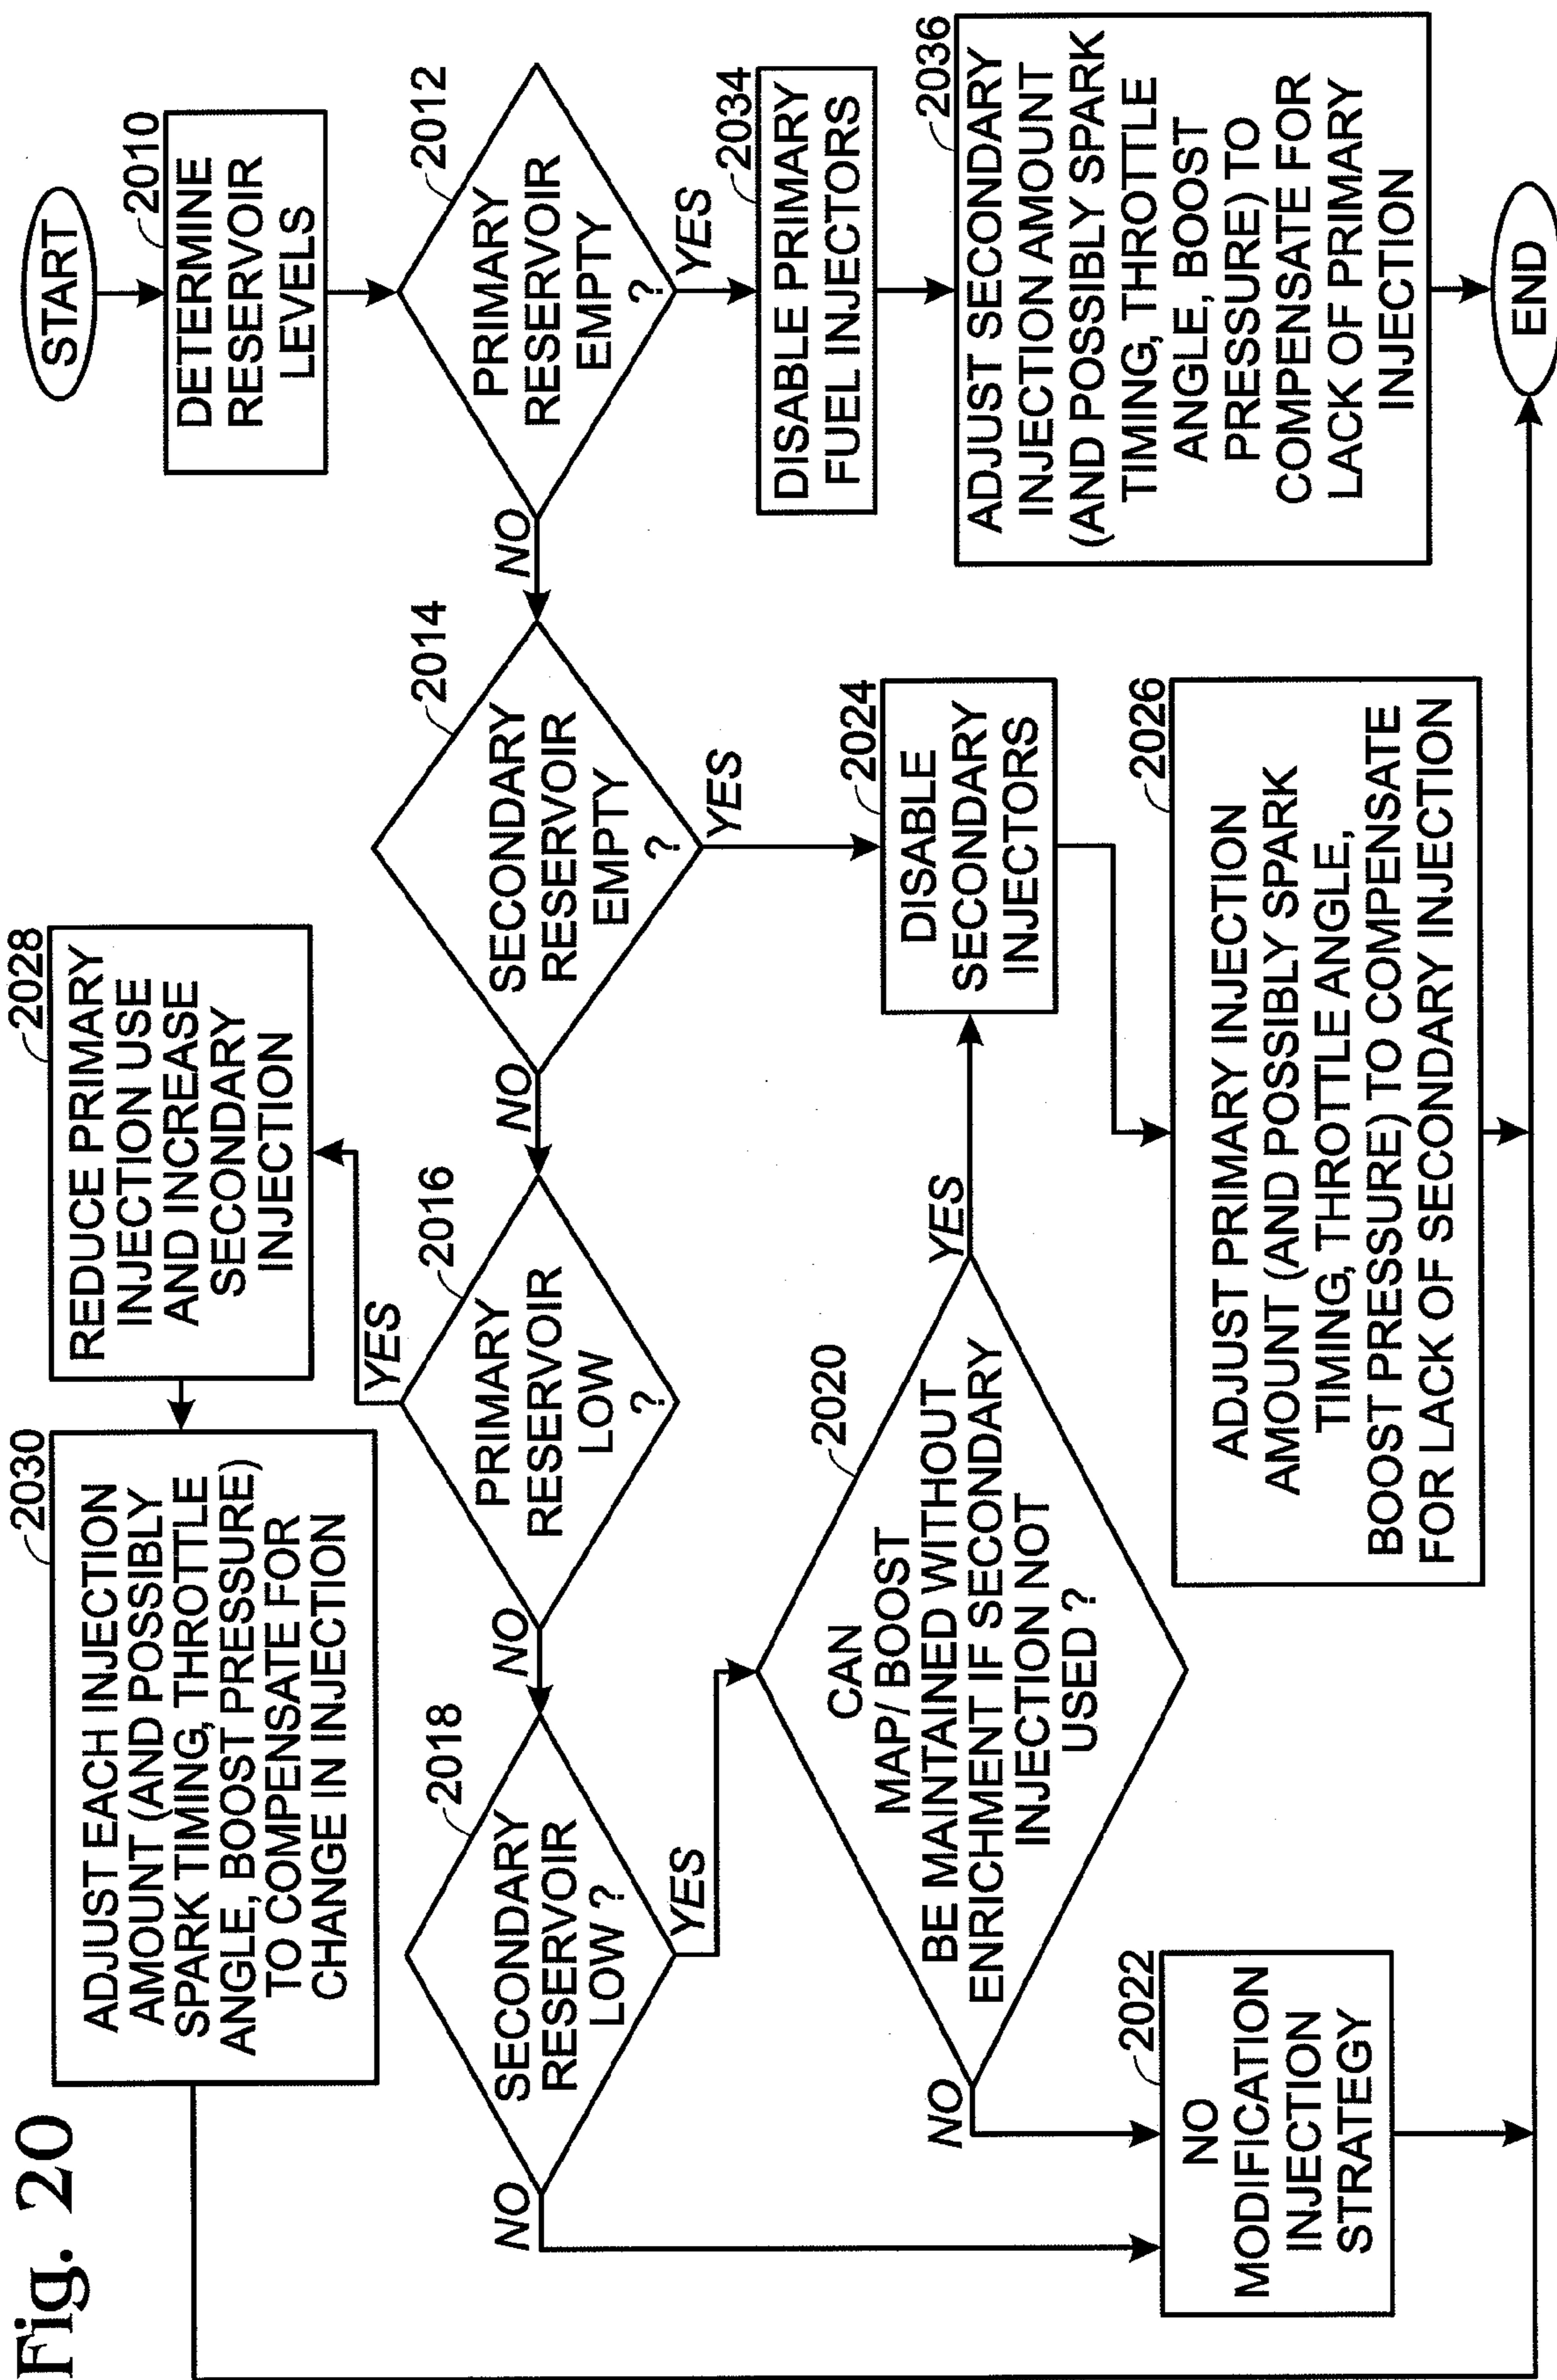 Fig. 20
START
2010
DETERMINE
RESERVOIR
LEVELS
2012
PRIMARY
RESERVOIR
EMPTY
?
YES
NO
2034
DISABLE PRIMARY
FUEL INJECTORS
2036
ADJUST SECONDARY
INJECTION AMOUNT
(AND POSSIBLY SPARK
TIMING, THROTTLE
ANGLE, BOOST
PRESSURE) TO
COMPENSATE FOR
LACK OF PRIMARY
INJECTION
END
2014
SECONDARY
RESERVOIR
EMPTY
?
YES
NO
2024
DISABLE
SECONDARY
INJECTORS
2026
ADJUST PRIMARY INJECTION
AMOUNT (AND POSSIBLY SPARK
TIMING, THROTTLE ANGLE,
BOOST PRESSURE) TO COMPENSATE
FOR LACK OF SECONDARY INJECTION
2016
PRIMARY
RESERVOIR
LOW
?
YES
NO
2028
REDUCE PRIMARY
INJECTION USE
AND INCREASE
SECONDARY
INJECTION
2030
ADJUST EACH INJECTION
AMOUNT (AND POSSIBLY
SPARK TIMING, THROTTLE
ANGLE, BOOST PRESSURE)
TO COMPENSATE FOR
CHANGE IN INJECTION
2018
SECONDARY
RESERVOIR
LOW ?
YES
NO
2020
CAN
MAP/ BOOST
BE MAINTAINED WITHOUT
ENRICHMENT IF SECONDARY
INJECTION NOT
USED ?
YES
NO
2022
NO
MODIFICATION
INJECTION
STRATEGY